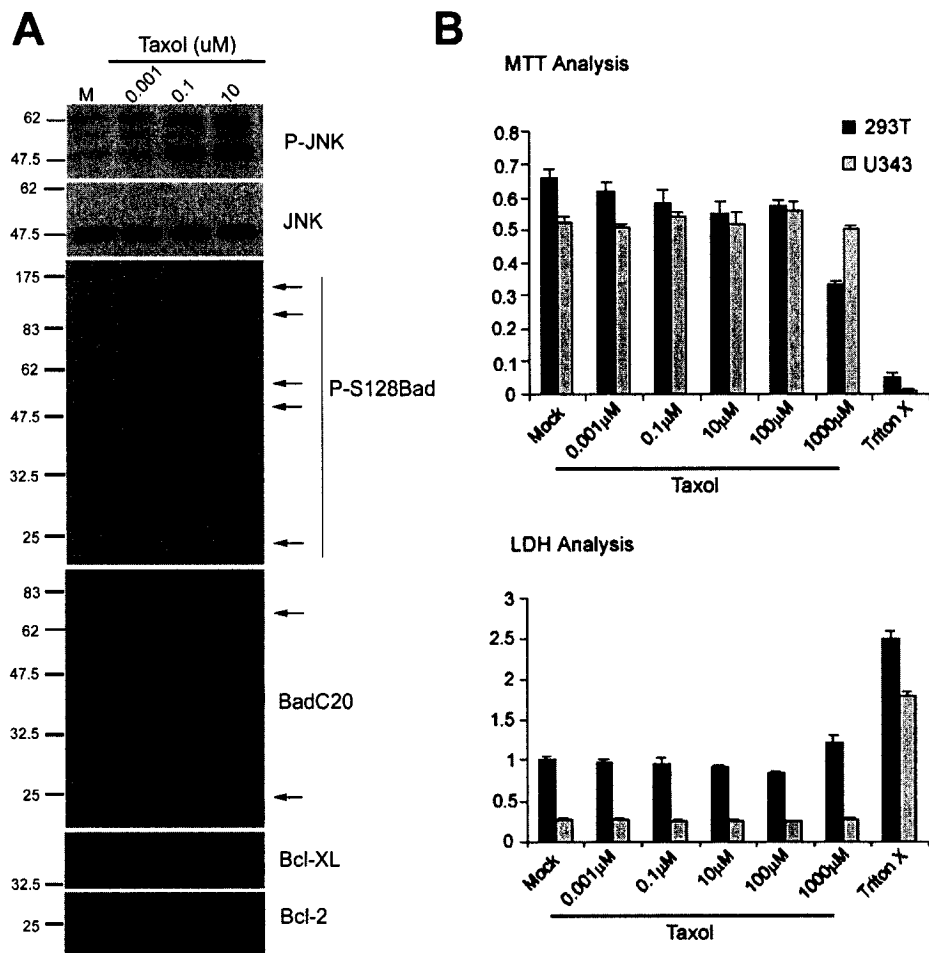 A
Taxol (uM)
M 0.001 0.1 10
62
47.5
P-JNK
62
47.5
JNK
175
83
62
47.5
32.5
25
P-S128Bad
83
62
47.5
32.5
25
BadC20
Bcl-XL
32.5
25
Bcl-2
B
MTT Analysis
293T
U343
0.8
0.7
0.6
0.5
0.4
0.3
0.2
0.1
0
Mock 0.001µM 0.1µM 10µM 100µM 1000µM Triton X
Taxol
LDH Analysis
3
2.5
2
1.5
1
0.5
0
Mock 0.001µM 0.1µM 10µM 100µM 1000µM Triton X
Taxol